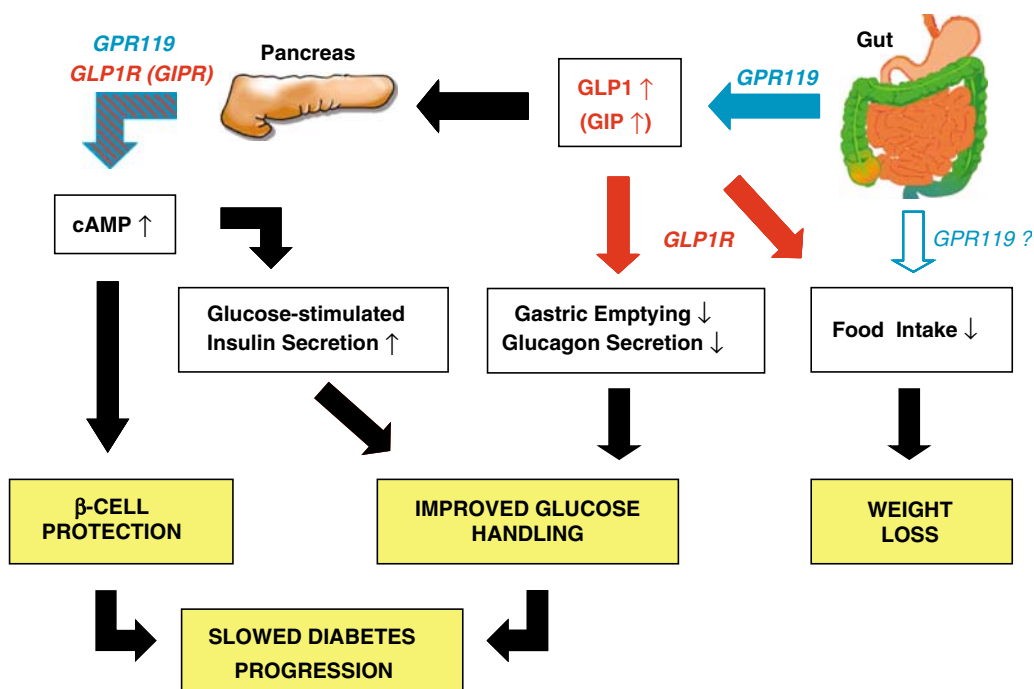 GPR119
GLP1R (GIPR)
Pancreas
GLP1 ↑
(GIP ↑)
GPR119
Gut
cAMP ↑
GLP1R
GPR119 ?
Glucose-stimulated
Insulin Secretion ↑
Gastric Emptying ↓
Glucagon Secretion ↓
Food Intake ↓
β-CELL
PROTECTION
IMPROVED GLUCOSE
HANDLING
WEIGHT
LOSS
SLOWED DIABETES
PROGRESSION